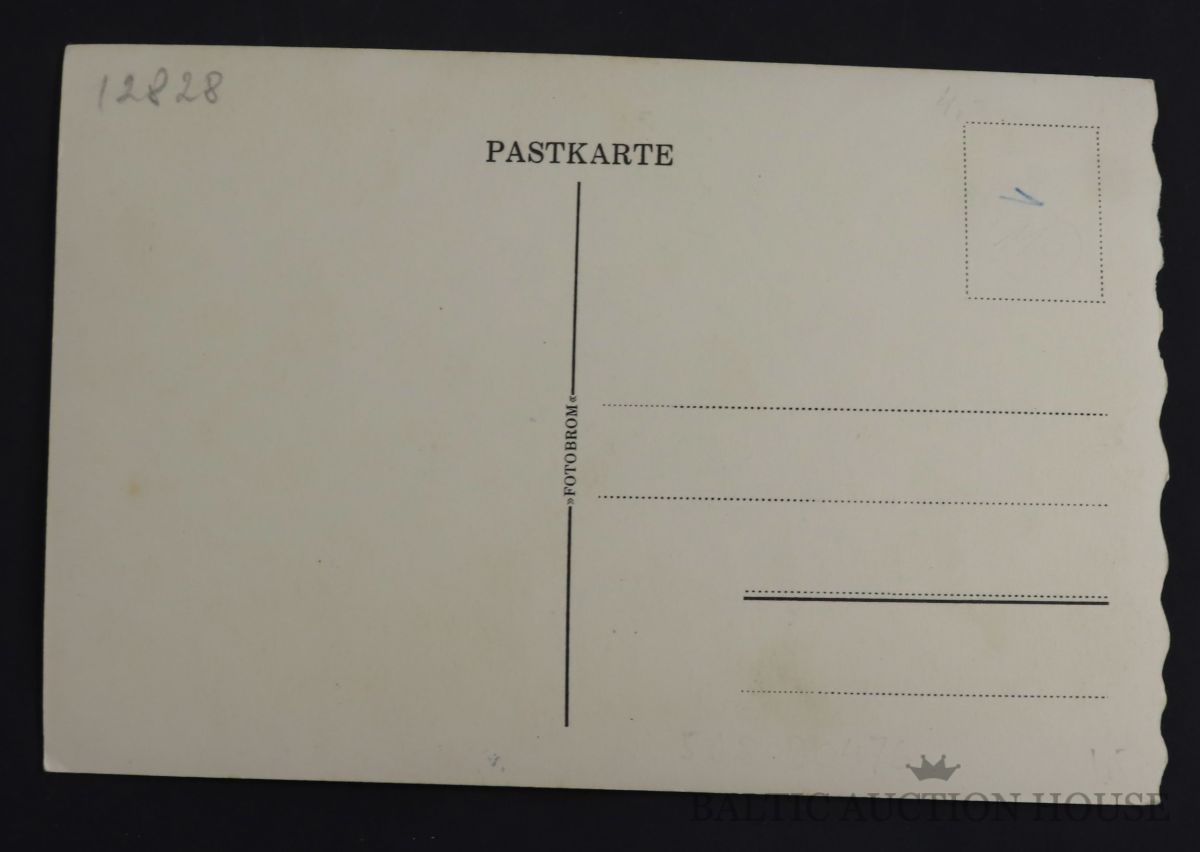 12828
PASTKARTE
»FOTOBROM«
BALTIC AUCTION HOUSE